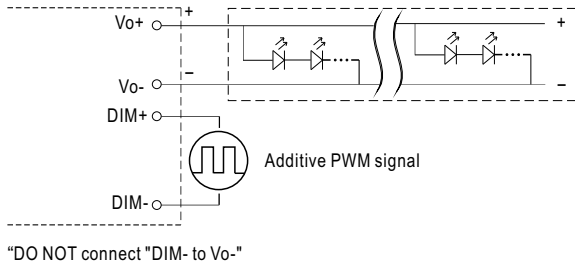 Vo+
+
+
Vo-
–
–
DIM+
Additive PWM signal
DIM-
“DO NOT connect "DIM- to Vo-"